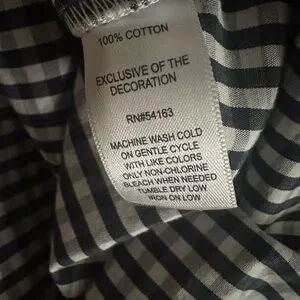 100% COTTON
EXCLUSIVE OF THE
DECORATION
RN#54163
MACHINE WASH COLD
ON GENTLE CYCLE
WITH LIKE COLORS
ONLY NON-CHLORINE
BLEACH WHEN NEEDED
TUMBLE DRY LOW
IRON ON LOW